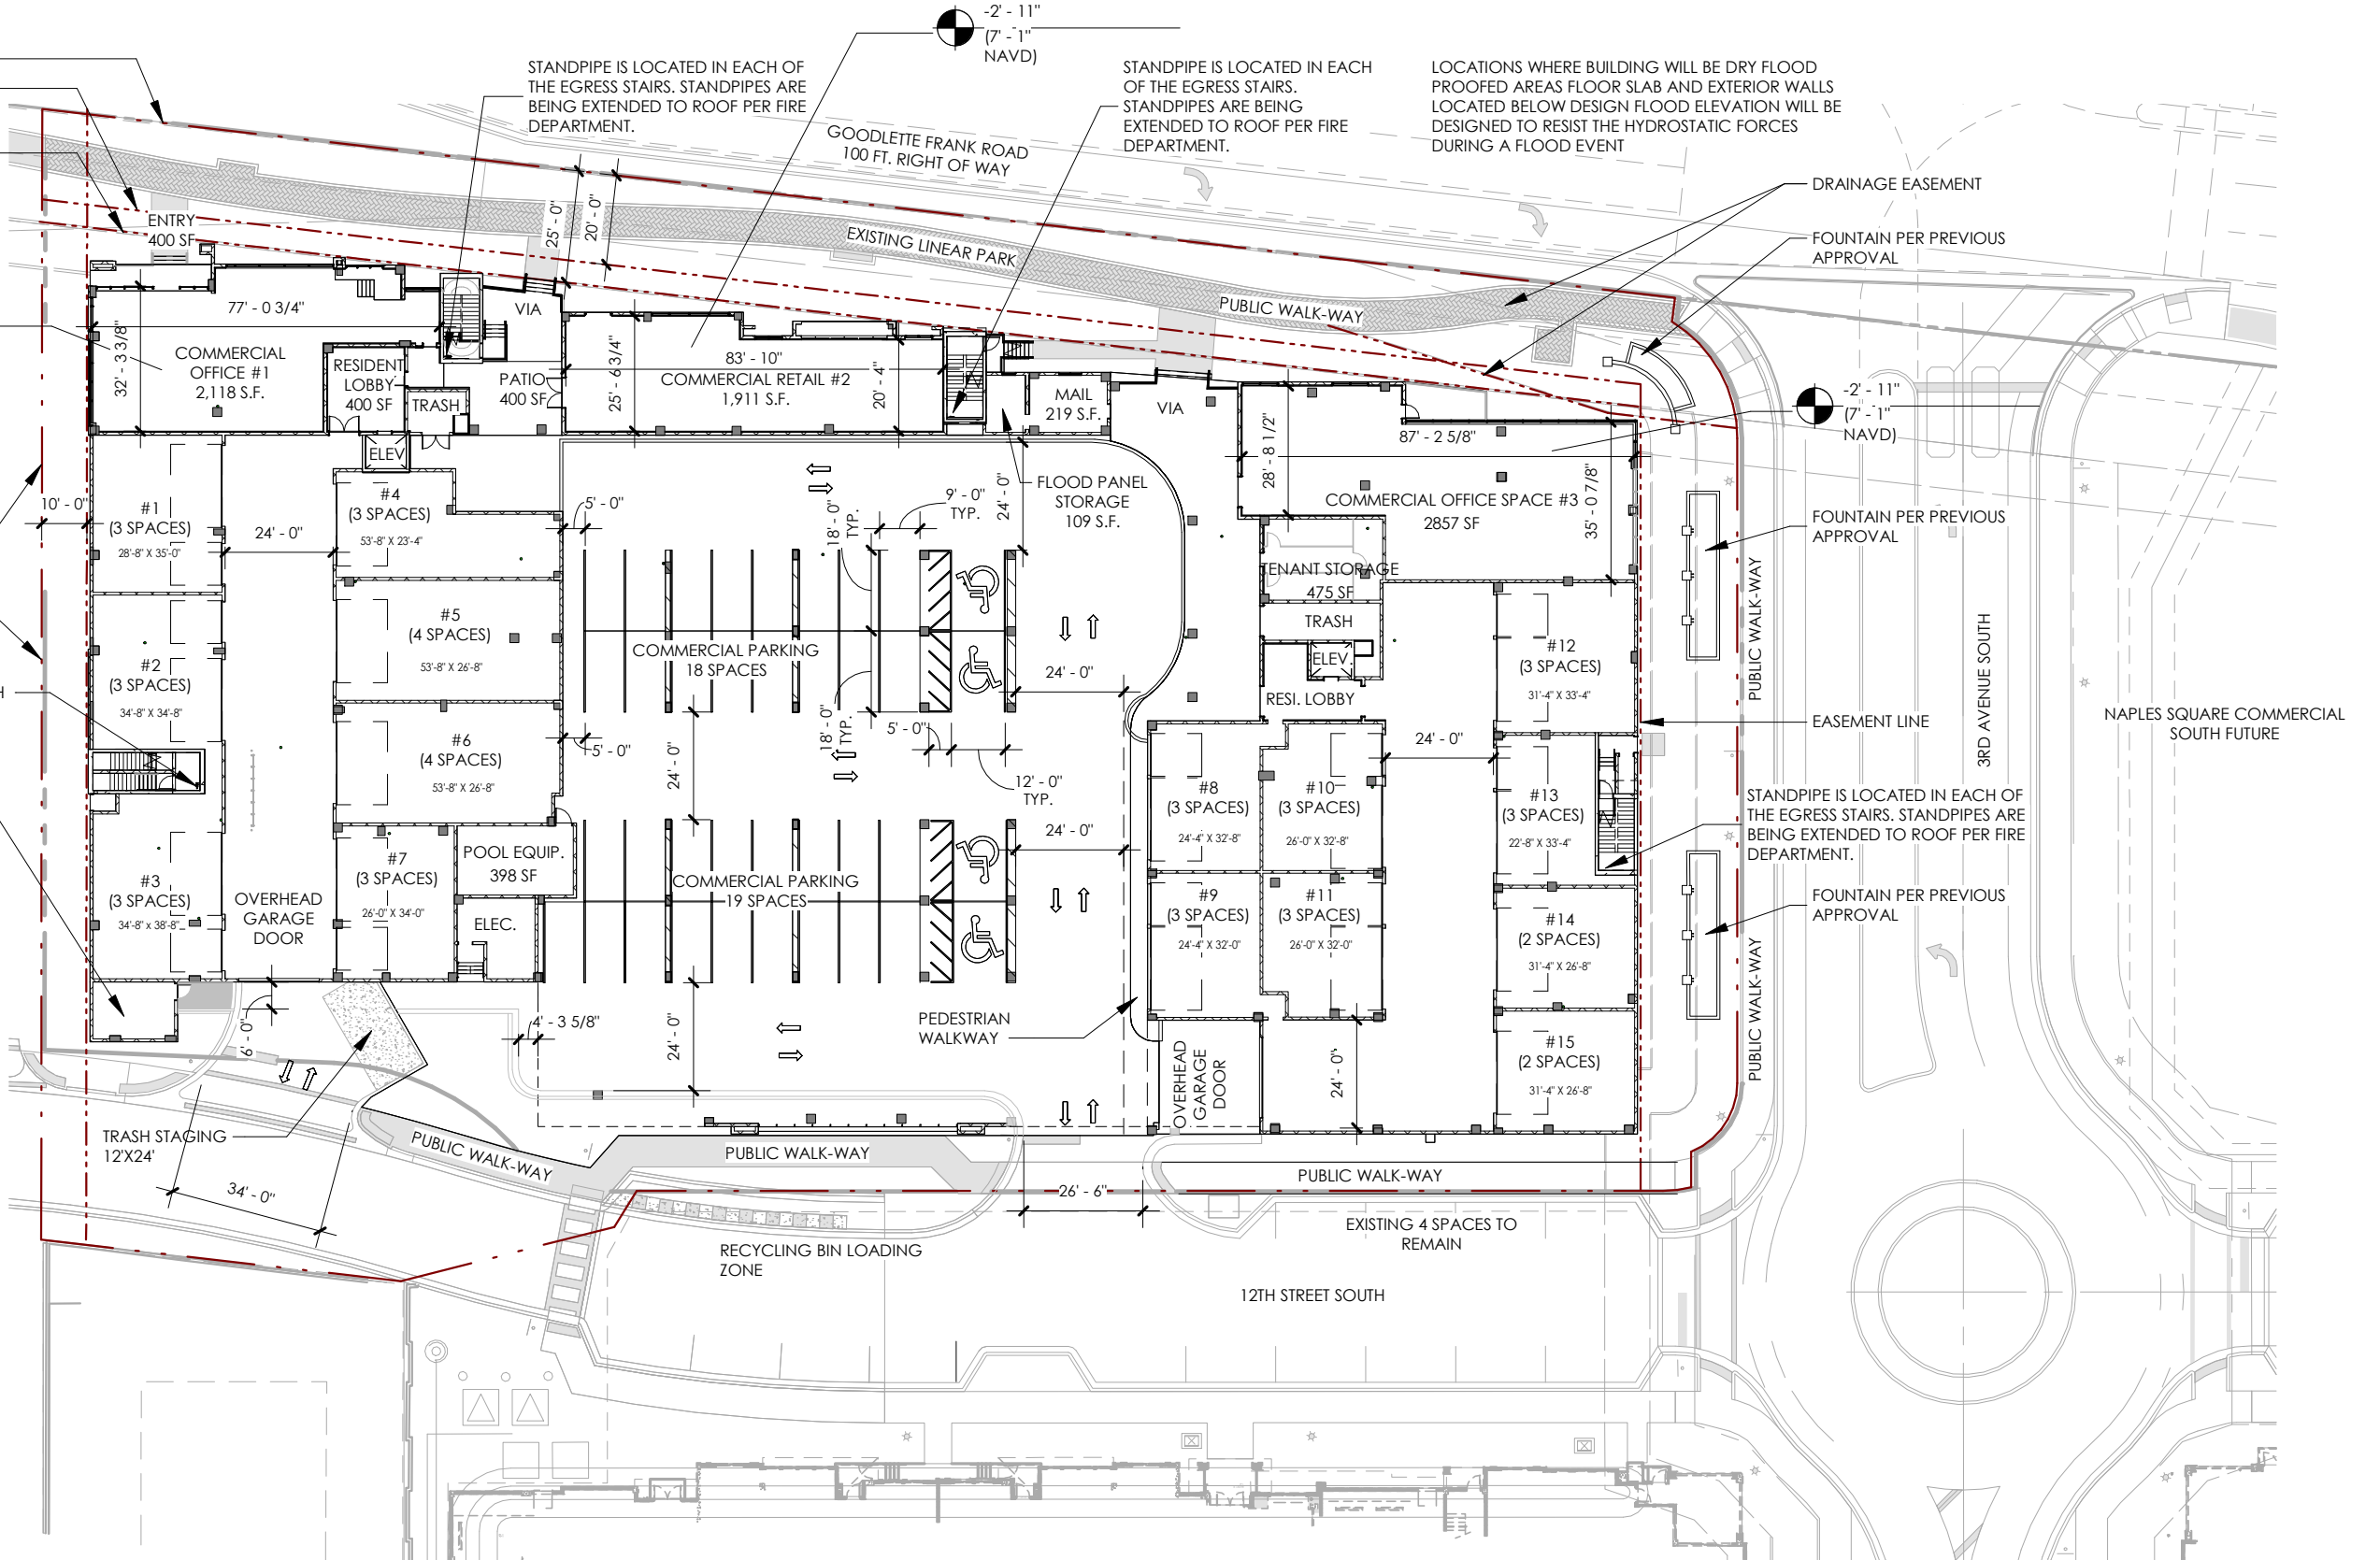 -2' - 11"
(7' - 1"
NAVD)
STANDPIPE IS LOCATED IN EACH OF
THE EGRESS STAIRS. STANDPIPES ARE
BEING EXTENDED TO ROOF PER FIRE
DEPARTMENT.
STANDPIPE IS LOCATED IN EACH
OF THE EGRESS STAIRS.
STANDPIPES ARE BEING
EXTENDED TO ROOF PER FIRE
DEPARTMENT.
LOCATIONS WHERE BUILDING WILL BE DRY FLOOD
PROOFED AREAS FLOOR SLAB AND EXTERIOR WALLS
LOCATED BELOW DESIGN FLOOD ELEVATION WILL BE
DESIGNED TO RESIST THE HYDROSTATIC FORCES
DURING A FLOOD EVENT
GOODLETTE FRANK ROAD
100 FT. RIGHT OF WAY
DRAINAGE EASEMENT
FOUNTAIN PER PREVIOUS
APPROVAL
ENTRY
400 SF
25' - 0"
20' - 0"
EXISTING LINEAR PARK
PUBLIC WALK-WAY
77' - 0 3/4"
VIA
32' - 3 3/8"
COMMERCIAL
OFFICE #1
2,118 S.F.
RESIDENT
LOBBY
400 SF
TRASH
PATIO
400 SF
25' - 6 3/4"
83' - 10"
COMMERCIAL RETAIL #2
1,911 S.F.
20' - 4"
MAIL
219 S.F.
VIA
-2' - 11"
(7' - 1"
NAVD)
28' - 8 1/2"
87' - 2 5/8"
COMMERCIAL OFFICE SPACE #3
2857 SF
35' - 0 7/8"
ELEV
10' - 0"
#1
(3 SPACES)
28'-8" X 35'-0"
24' - 0"
#4
(3 SPACES)
53'-8" X 23'-4"
5' - 0"
18' - 0"
TYP.
9' - 0"
TYP.
24' - 0"
FLOOD PANEL
STORAGE
109 S.F.
FOUNTAIN PER PREVIOUS
APPROVAL
TENANT STORAGE
475 SF
TRASH
ELEV.
RESI. LOBBY
#2
(3 SPACES)
34'-8" X 34'-8"
#5
(4 SPACES)
53'-8" X 26'-8"
COMMERCIAL PARKING
18 SPACES
24' - 0"
#12
(3 SPACES)
31'-4" X 33'-4"
PUBLIC WALK-WAY
3RD AVENUE SOUTH
EASEMENT LINE
NAPLES SQUARE COMMERCIAL
SOUTH FUTURE
H
#6
(4 SPACES)
53'-8" X 26'-8"
5' - 0"
24' - 0"
18' - 0"
TYP.
5' - 0"
12' - 0"
TYP.
24' - 0"
24' - 0"
#8
(3 SPACES)
24'-4" X 32'-8"
#10
(3 SPACES)
26'-0" X 32'-8"
#13
(3 SPACES)
22'-8" X 33'-4"
STANDPIPE IS LOCATED IN EACH OF
THE EGRESS STAIRS. STANDPIPES ARE
BEING EXTENDED TO ROOF PER FIRE
DEPARTMENT.
#3
(3 SPACES)
34'-8" X 38'-8"
OVERHEAD
GARAGE
DOOR
#7
(3 SPACES)
26'-0" X 34'-0"
POOL EQUIP.
398 SF
ELEC.
COMMERCIAL PARKING
19 SPACES
#9
(3 SPACES)
24'-4" X 32'-0"
#11
(3 SPACES)
26'-0" X 32'-0"
#14
(2 SPACES)
31'-4" X 26'-8"
FOUNTAIN PER PREVIOUS
APPROVAL
PUBLIC WALK-WAY
6' - 0"
4' - 3 5/8"
24' - 0"
PEDESTRIAN
WALKWAY
OVERHEAD
GARAGE
DOOR
24' - 0"
#15
(2 SPACES)
31'-4" X 26'-8"
TRASH STAGING
12'X24'
34' - 0"
PUBLIC WALK-WAY
PUBLIC WALK-WAY
PUBLIC WALK-WAY
26' - 6"
RECYCLING BIN LOADING
ZONE
EXISTING 4 SPACES TO
REMAIN
12TH STREET SOUTH